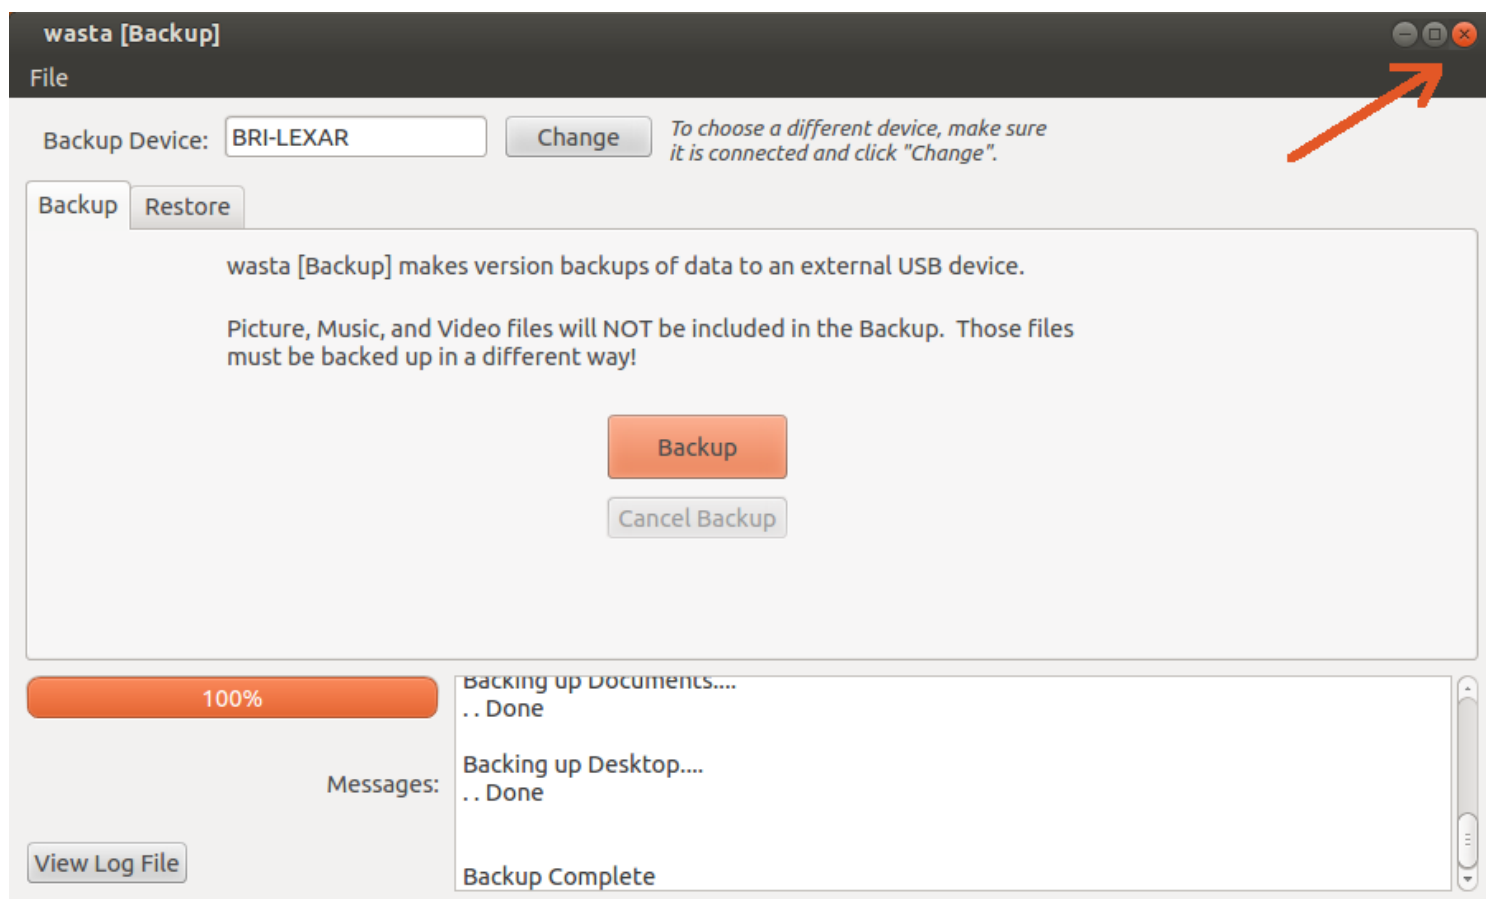 wasta [Backup]
File
Backup Device: BRI-LEXAR Change To choose a different device, make sure
it is connected and click "Change".
Backup Restore
wasta [Backup] makes version backups of data to an external USB device.
Picture, Music, and Video files will NOT be included in the Backup.  Those files
must be backed up in a different way!
Backup
Cancel Backup
100%
Backing up Documents....
. . Done
Backing up Desktop....
Messages:
. . Done
View Log File
Backup Complete